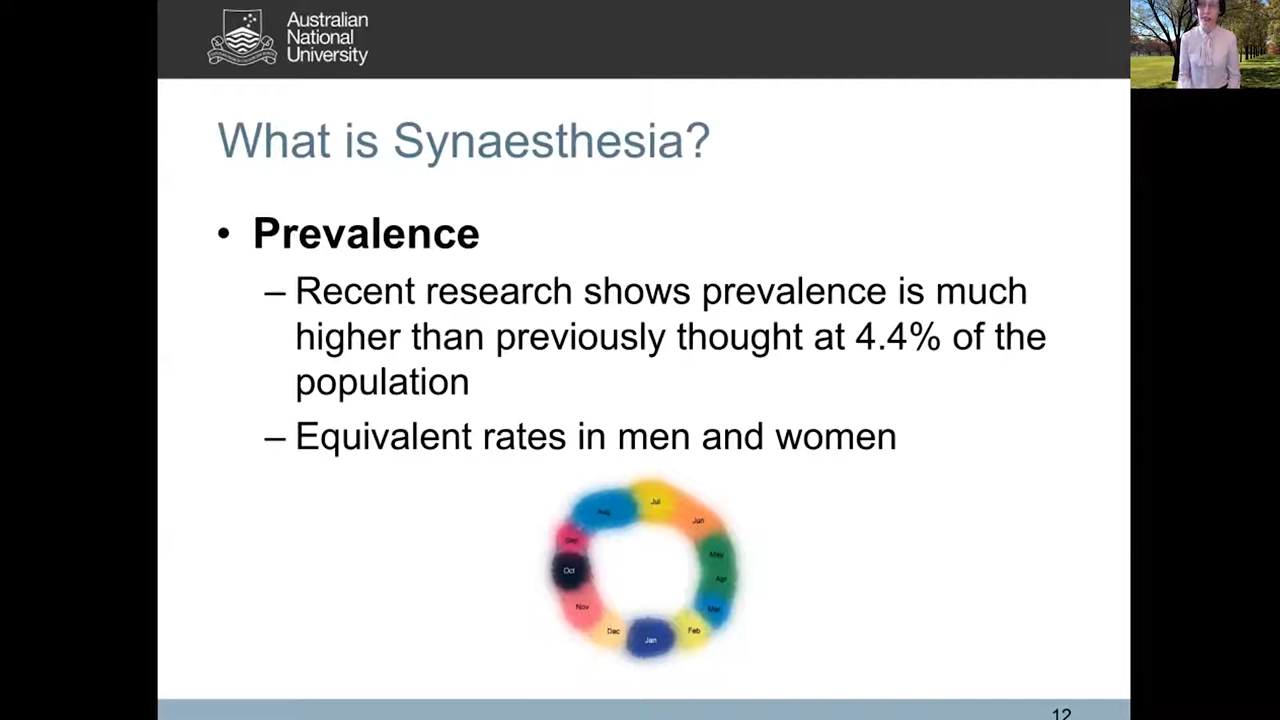 Australian
National
University
What is Synaesthesia?
• Prevalence
– Recent research shows prevalence is much
higher than previously thought at 4.4% of the
population
– Equivalent rates in men and women
Jul
Aug
Jun
Sep
May
Oct
Apr
Nov
Mar
Dec
Jan
Feb
12